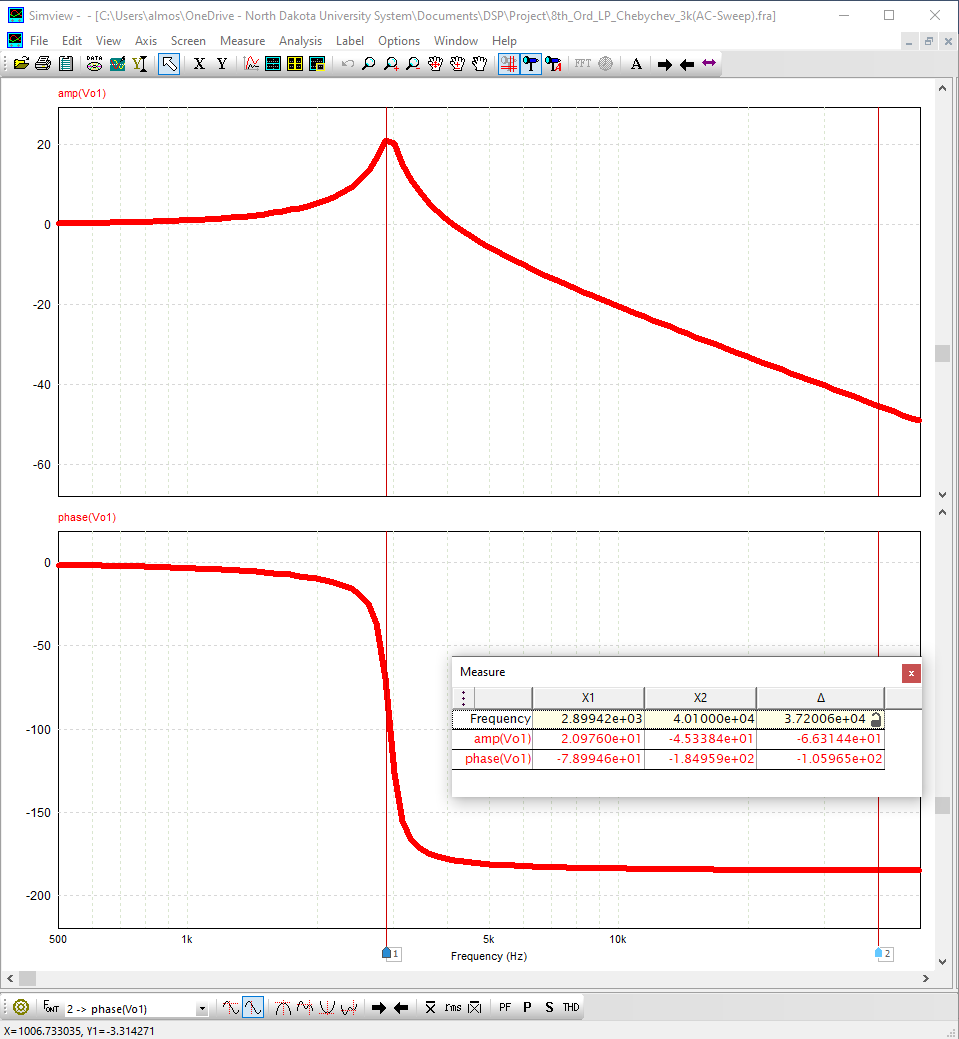 Simview - - [C:\Users\almos\OneDrive - North Dakota University System\Documents\DSP\Project\8th_Ord_LP_Chebychev_3k(AC-Sweep).fra]
File Edit View Axis Screen Measure Analysis Label Options Window Help
DATA Y X Y FFT A
amp(Vo1)
20
0
-20
-40
-60
phase(Vo1)
0
-50
-100
-150
-200
Measure x
X1 X2 Δ
Frequency 2.89942e+03 4.01000e+04 3.72006e+04
amp(Vo1) 2.09760e+01 -4.53384e+01 -6.63144e+01
phase(Vo1) -7.89946e+01 -1.84959e+02 -1.05965e+02
500 1k 5k 10k
1 2
Frequency (Hz)
FONT 2 -> phase(Vo1) X rms |X| PF P S THD
X=1006.733035, Y1=-3.314271